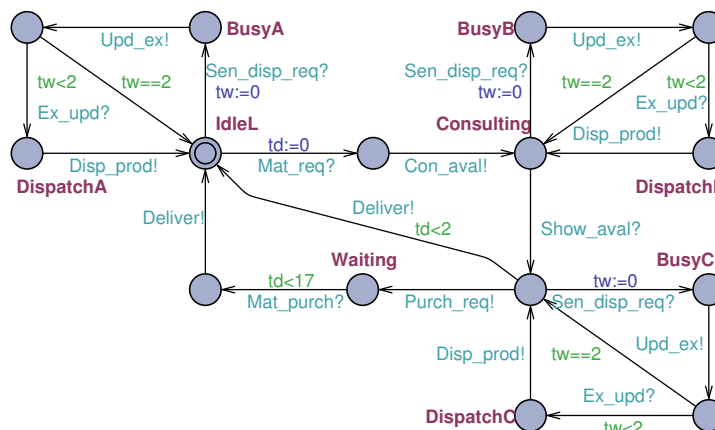 BusyA
BusyB
Upd_ex!
Upd_ex!
Sen_disp_req?
tw:=0
Sen_disp_req?
tw:=0
tw<2
tw==2
tw==2
tw<2
Ex_upd?
Ex_upd?
IdleL
Consulting
Disp_prod!
Disp_prod!
td:=0
Mat_req?
Con_aval!
DispatchA
Deliver!
Deliver!
td<2
Show_aval?
Waiting
BusyC
td<17
tw:=0
Mat_purch?
Purch_req!
Sen_disp_req?
Disp_prod!
tw==2
Upd_ex!
Ex_upd?
DispatchC
tw<2